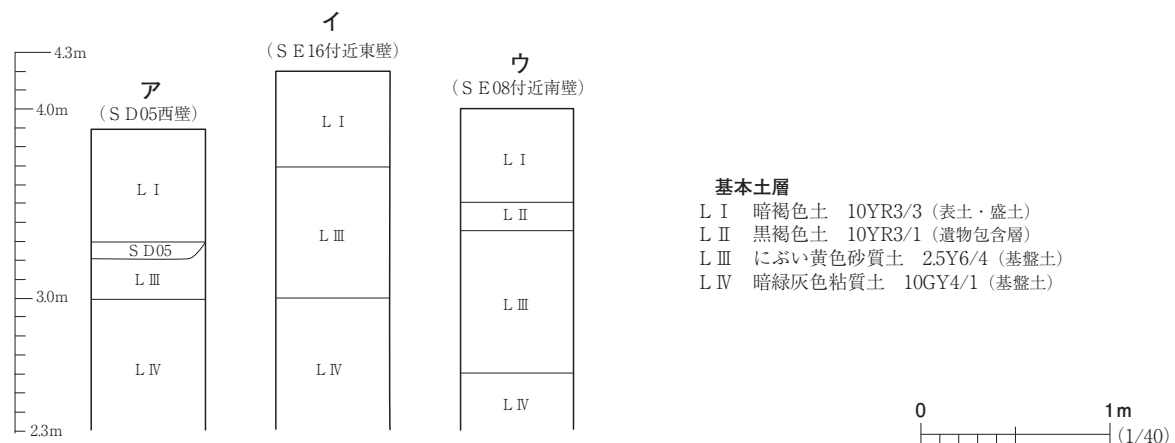 4.3m
4.0m
3.0m
2.3m
ア
(ＳＤ05西壁)
ＬⅠ
ＳＤ05
ＬⅢ
ＬⅣ
イ
(ＳＥ16付近東壁)
ＬⅠ
ＬⅢ
ＬⅣ
ウ
(ＳＥ08付近南壁)
ＬⅠ
ＬⅡ
ＬⅢ
ＬⅣ
基本土層
ＬⅠ　暗褐色土　10YR3/3（表土・盛土）
ＬⅡ　黒褐色土　10YR3/1（遺物包含層）
ＬⅢ　にぶい黄色砂質土　2.5Y6/4（基盤土）
ＬⅣ　暗緑灰色粘質土　10GY4/1（基盤土）
0 1m
(1/40)